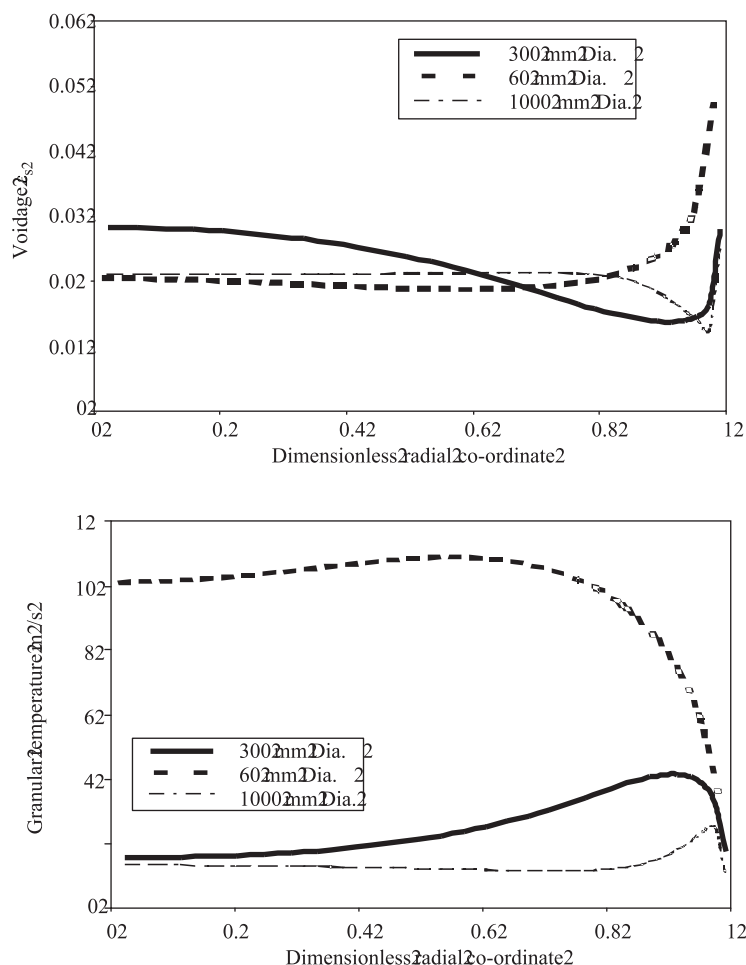 0.062
3002mm2Dia. 2
602mm2Dia. 2
10002mm2Dia.2
0.052
0.042
0.032
0.02
0.012
02
Voidage2εs2
02 0.2 0.42 0.62 0.82 12
Dimensionless2radial2co-ordinate2
12
102
82
62
42
02
Granular2temperature2m2/s2
3002mm2Dia. 2
602mm2Dia. 2
10002mm2Dia.2
02 0.2 0.42 0.62 0.82 12
Dimensionless2radial2co-ordinate2